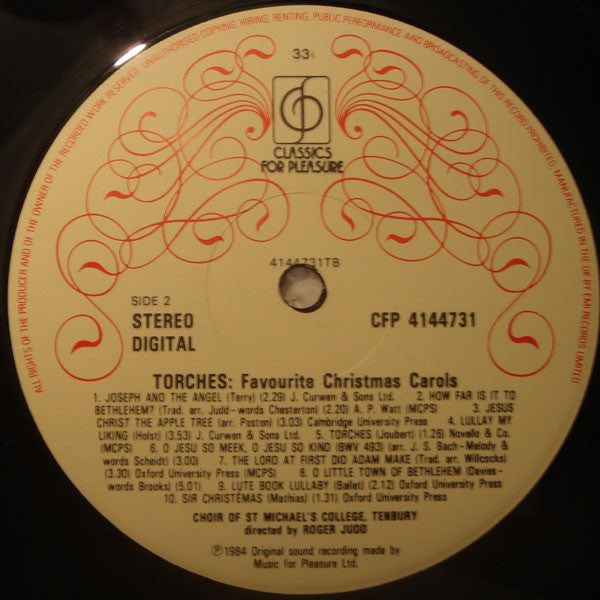 ALL RIGHTS OF THE PRODUCER AND OF THE OWNER OF THE RECORDED WORK RESERVED. UNAUTHORISED COPYING, HIRING, RENTING, PUBLIC PERFORMANCE AND BROADCASTING OF THIS RECORD PROHIBITED. MANUFACTURED IN THE UK BY EMI RECORDS LIMITED
33⅓
CLASSICS
FOR PLEASURE
4144731TB
SIDE 2
STEREO
DIGITAL
CFP 4144731
TORCHES: Favourite Christmas Carols
1. JOSEPH AND THE ANGEL (Terry) (2.29) J. Curwen & Sons Ltd. 2. HOW FAR IS IT TO
BETHLEHEM? (Trad. arr. Judd-words Chesterton) (2.20) A. P. Watt (MCPS) 3. JESUS
CHRIST THE APPLE TREE (arr. Poston) (3.03) Cambridge University Press 4. LULLAY MY
LIKING (Holst) (3.53) J. Curwen & Sons Ltd. 5. TORCHES (Joubert) (1.26) Novello & Co.
(MCPS) 6. O JESU SO MEEK, O JESU SO KIND (BWV 493) (arr. J. S. Bach-Melody &
words Scheidt) (3.00) 7. THE LORD AT FIRST DID ADAM MAKE (Trad. arr. Willcocks)
(3.30) Oxford University Press (MCPS) 8. O LITTLE TOWN OF BETHLEHEM (Davies-
words Brooks) (5.01) 9. LUTE BOOK LULLABY (Ballet) (2.12) Oxford University Press
10. SIR CHRISTMAS (Mathias) (1.31) Oxford University Press
CHOIR OF ST MICHAEL'S COLLEGE, TENBURY
directed by ROGER JUDD
℗ 1984 Original sound recording made by
Music for Pleasure Ltd.